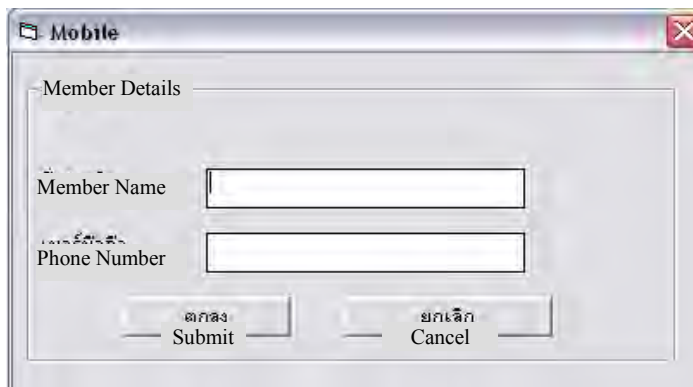 Mobile
Member Details
Member Name
Phone Number
ตกลง
ยกเลิก
Submit
Cancel